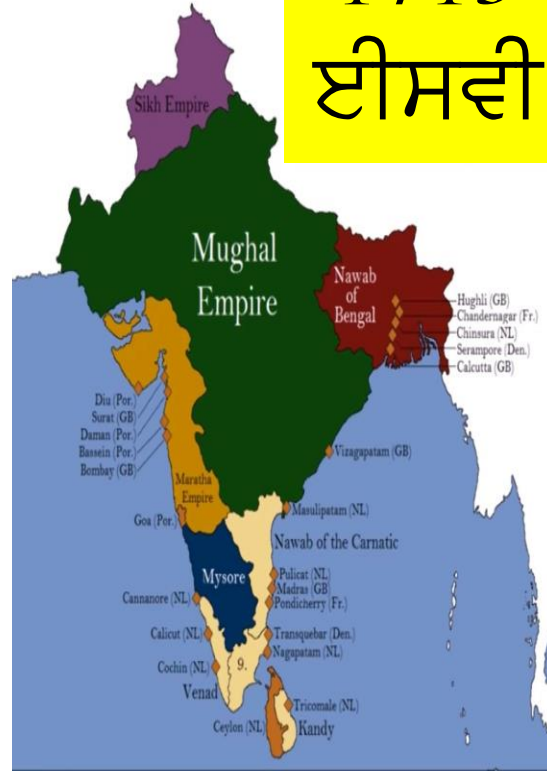 ਈਸਵੀ
Sikh Empire
Mughal
Empire
Nawab
of
Bengal
Hughli (GB)
Chandernagar (Fr.)
Chinsura (NL)
Serampore (Den.)
Calcutta (GB)
Diu (Por.)
Surat (GB)
Daman (Por.)
Bassein (Por.)
Bombay (GB)
Maratha
Empire
Vizagapatam (GB)
Goa (Por.)
Masulipatam (NL)
Nawab of the Carnatic
Mysore
Pulicat (NL)
Madras (GB)
Pondicherry (Fr.)
Cannanore (NL)
Calicut (NL)
Transquebar (Den.)
Nagapatam (NL)
Cochin (NL)
9.
Venad
Tricomale (NL)
Ceylon (NL)
Kandy